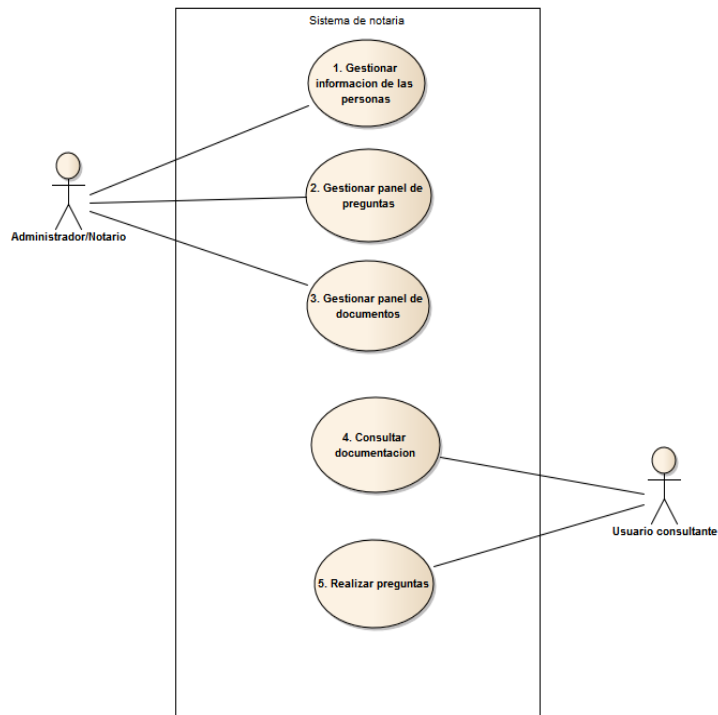 Sistema de notaria
1. Gestionar
informacion de las
personas
2. Gestionar panel de
preguntas
Administrador/Notario
3. Gestionar panel de
documentos
4. Consultar
documentacion
Usuario consultante
5. Realizar preguntas